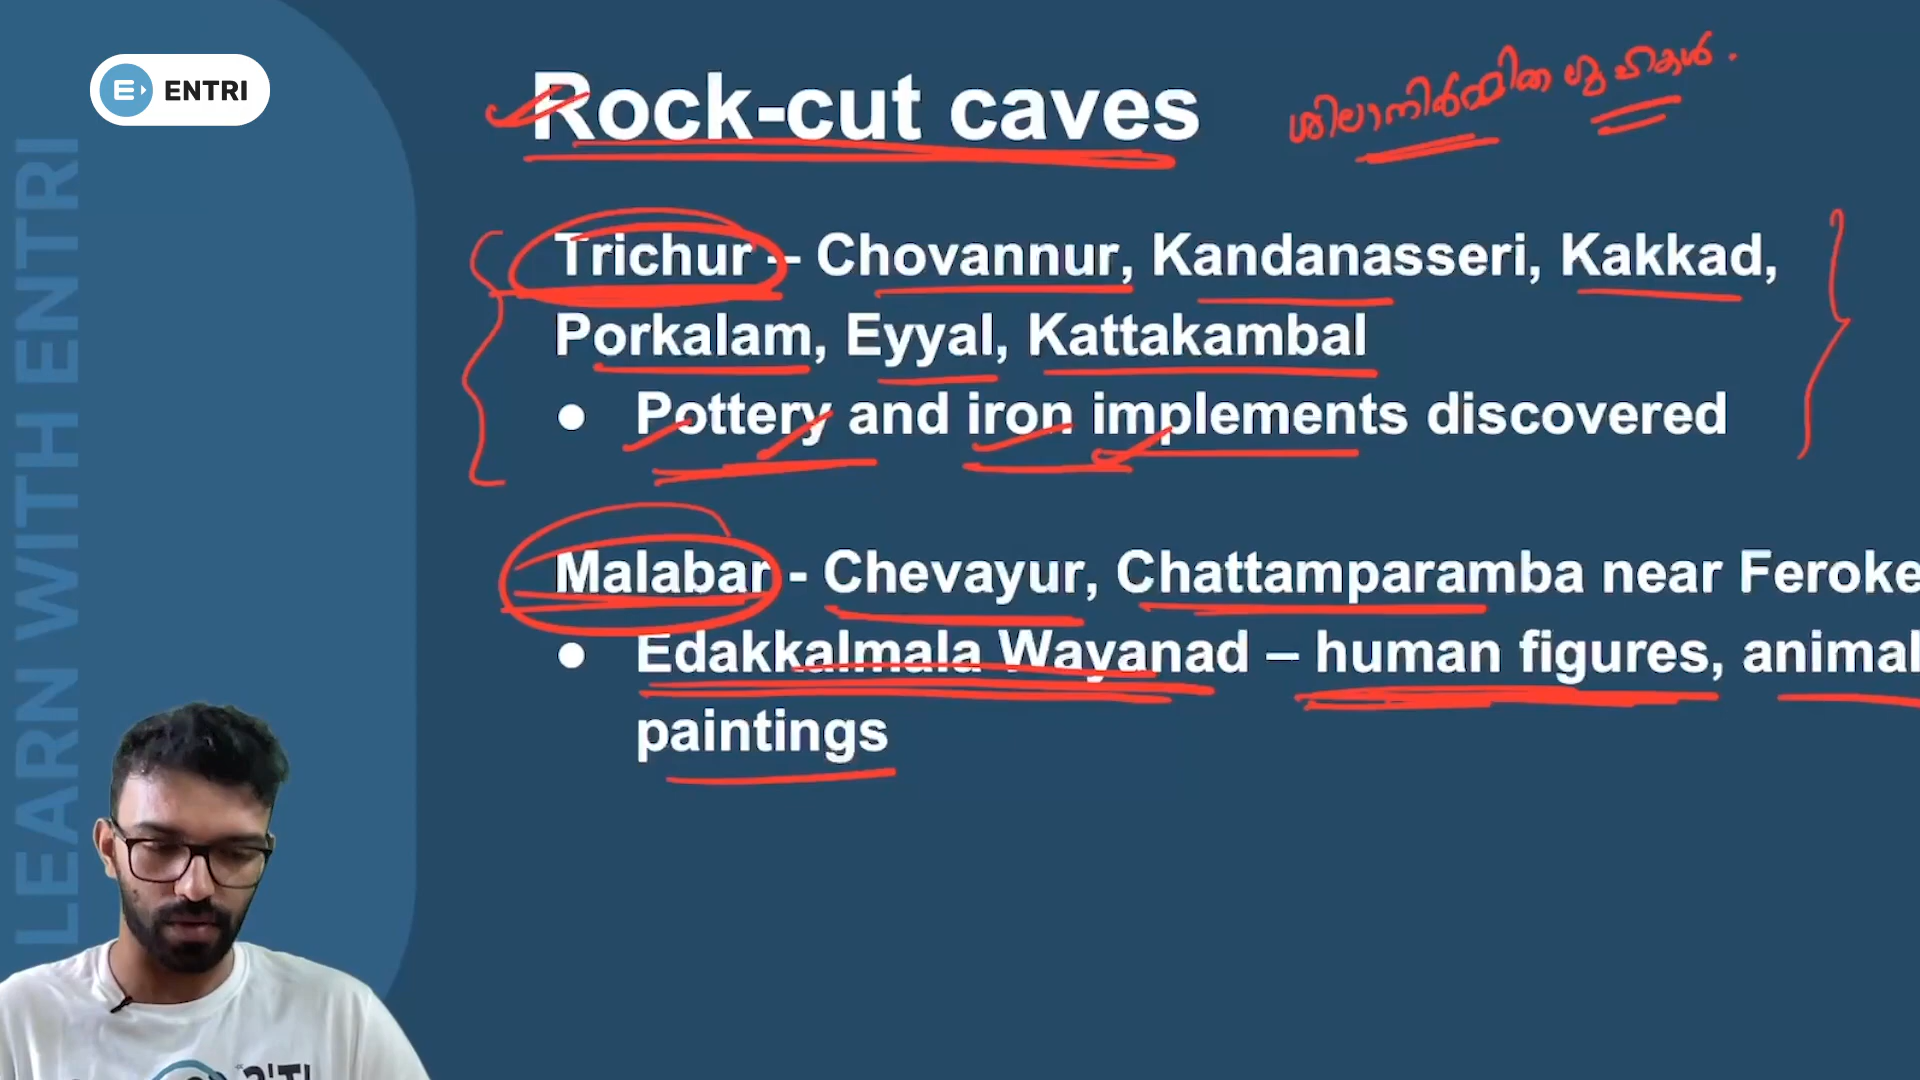 ENTRI
LEARN WITH ENTRI
Rock-cut caves
ശിലാനിർമ്മിത ഗുഹകൾ.
Trichur – Chovannur, Kandanasseri, Kakkad,
Porkalam, Eyyal, Kattakambal
● Pottery and iron implements discovered
Malabar - Chevayur, Chattamparamba near Feroke
● Edakkalmala Wayanad – human figures, animal
paintings